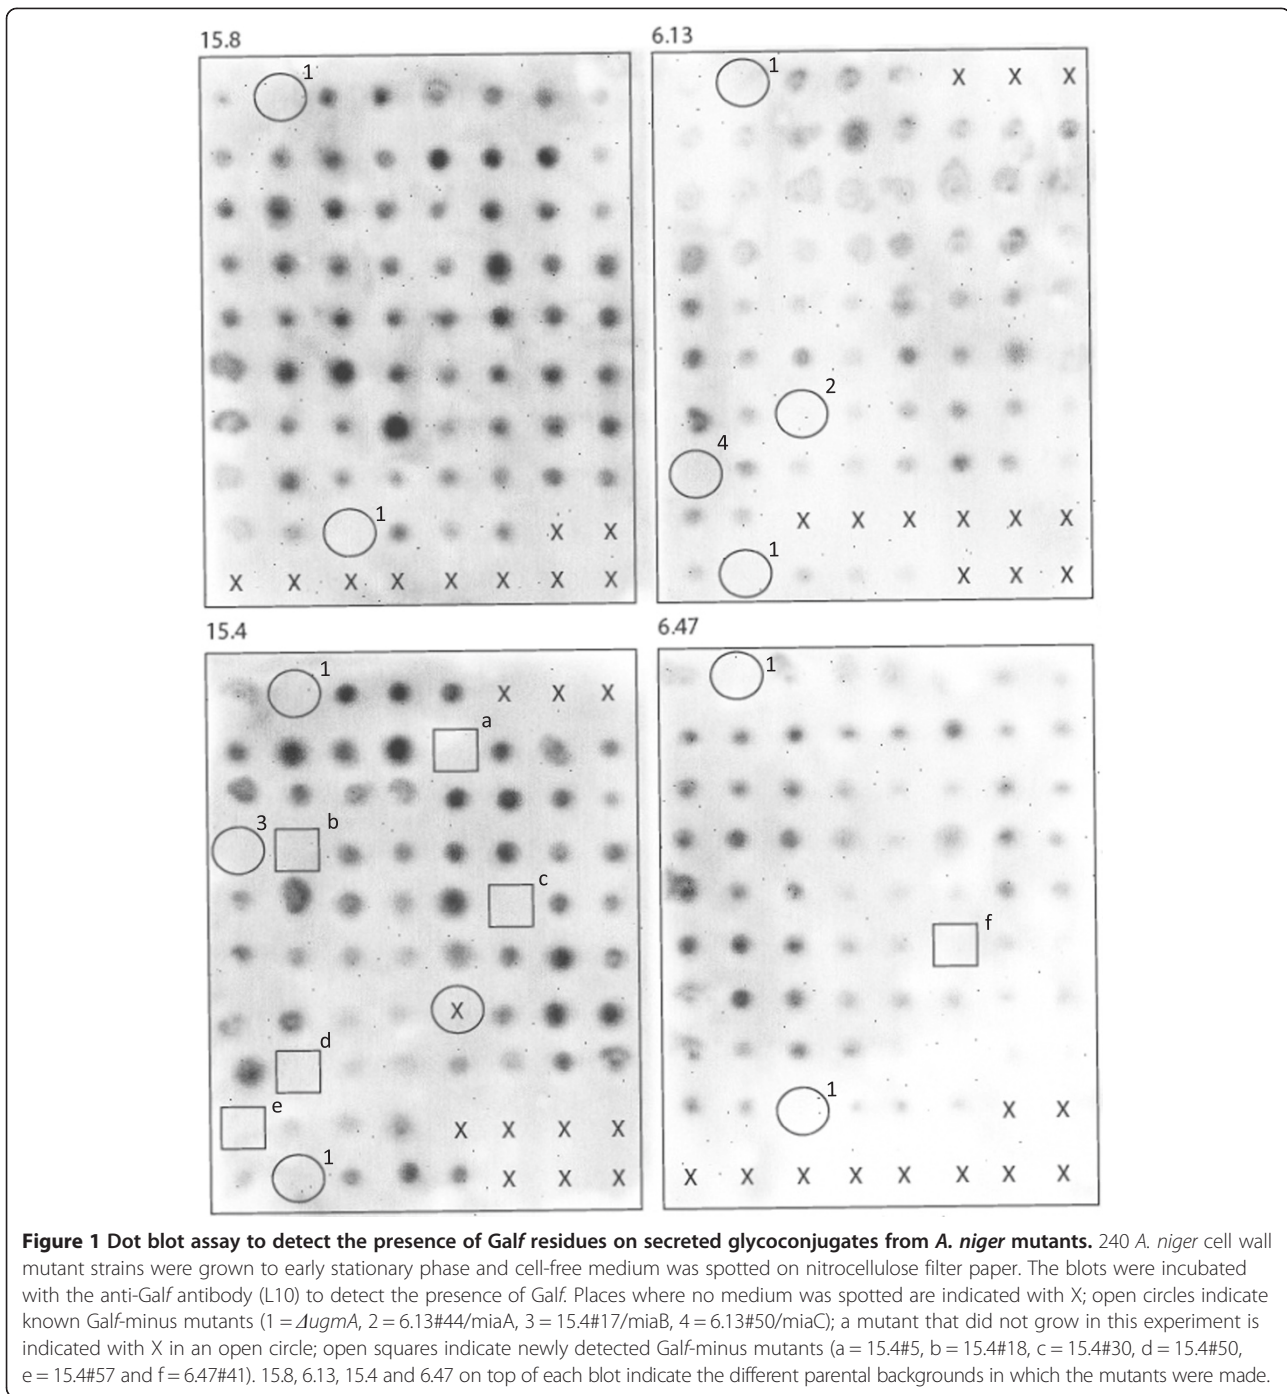 15.8
6.13
1
1 X X X
2
4
1
X X
X X X X X X
X X X X X X X X
1 X X X
15.4
6.47
1 X X X
1
a
3 b
c
f
X
d
e
1
X X X X
X X
1 X X X
X X X X X X X X
Figure 1 Dot blot assay to detect the presence of Galf residues on secreted glycoconjugates from A. niger mutants. 240 A. niger cell wall
mutant strains were grown to early stationary phase and cell-free medium was spotted on nitrocellulose filter paper. The blots were incubated
with the anti-Galf antibody (L10) to detect the presence of Galf. Places where no medium was spotted are indicated with X; open circles indicate
known Galf-minus mutants (1 = ΔugmA, 2 = 6.13#44/miaA, 3 = 15.4#17/miaB, 4 = 6.13#50/miaC); a mutant that did not grow in this experiment is
indicated with X in an open circle; open squares indicate newly detected Galf-minus mutants (a = 15.4#5, b = 15.4#18, c = 15.4#30, d = 15.4#50,
e = 15.4#57 and f = 6.47#41). 15.8, 6.13, 15.4 and 6.47 on top of each blot indicate the different parental backgrounds in which the mutants were made.